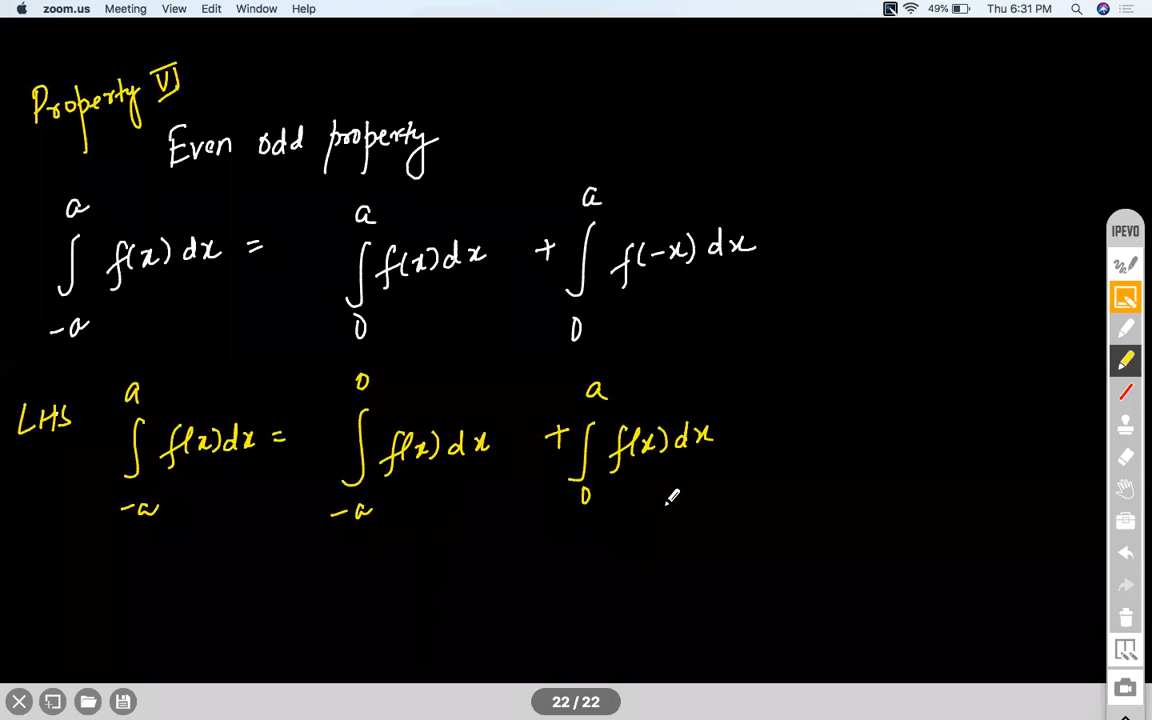 zoom.us Meeting View Edit Window Help 49% Thu 6:31 PM
Property VI
Even odd property
∫_{-a}^{a} f(x) dx = ∫_{0}^{a} f(x) dx + ∫_{0}^{a} f(-x) dx
LHS ∫_{-a}^{a} f(x) dx = ∫_{-a}^{0} f(x) dx + ∫_{0}^{a} f(x) dx
IPEVO
22 / 22